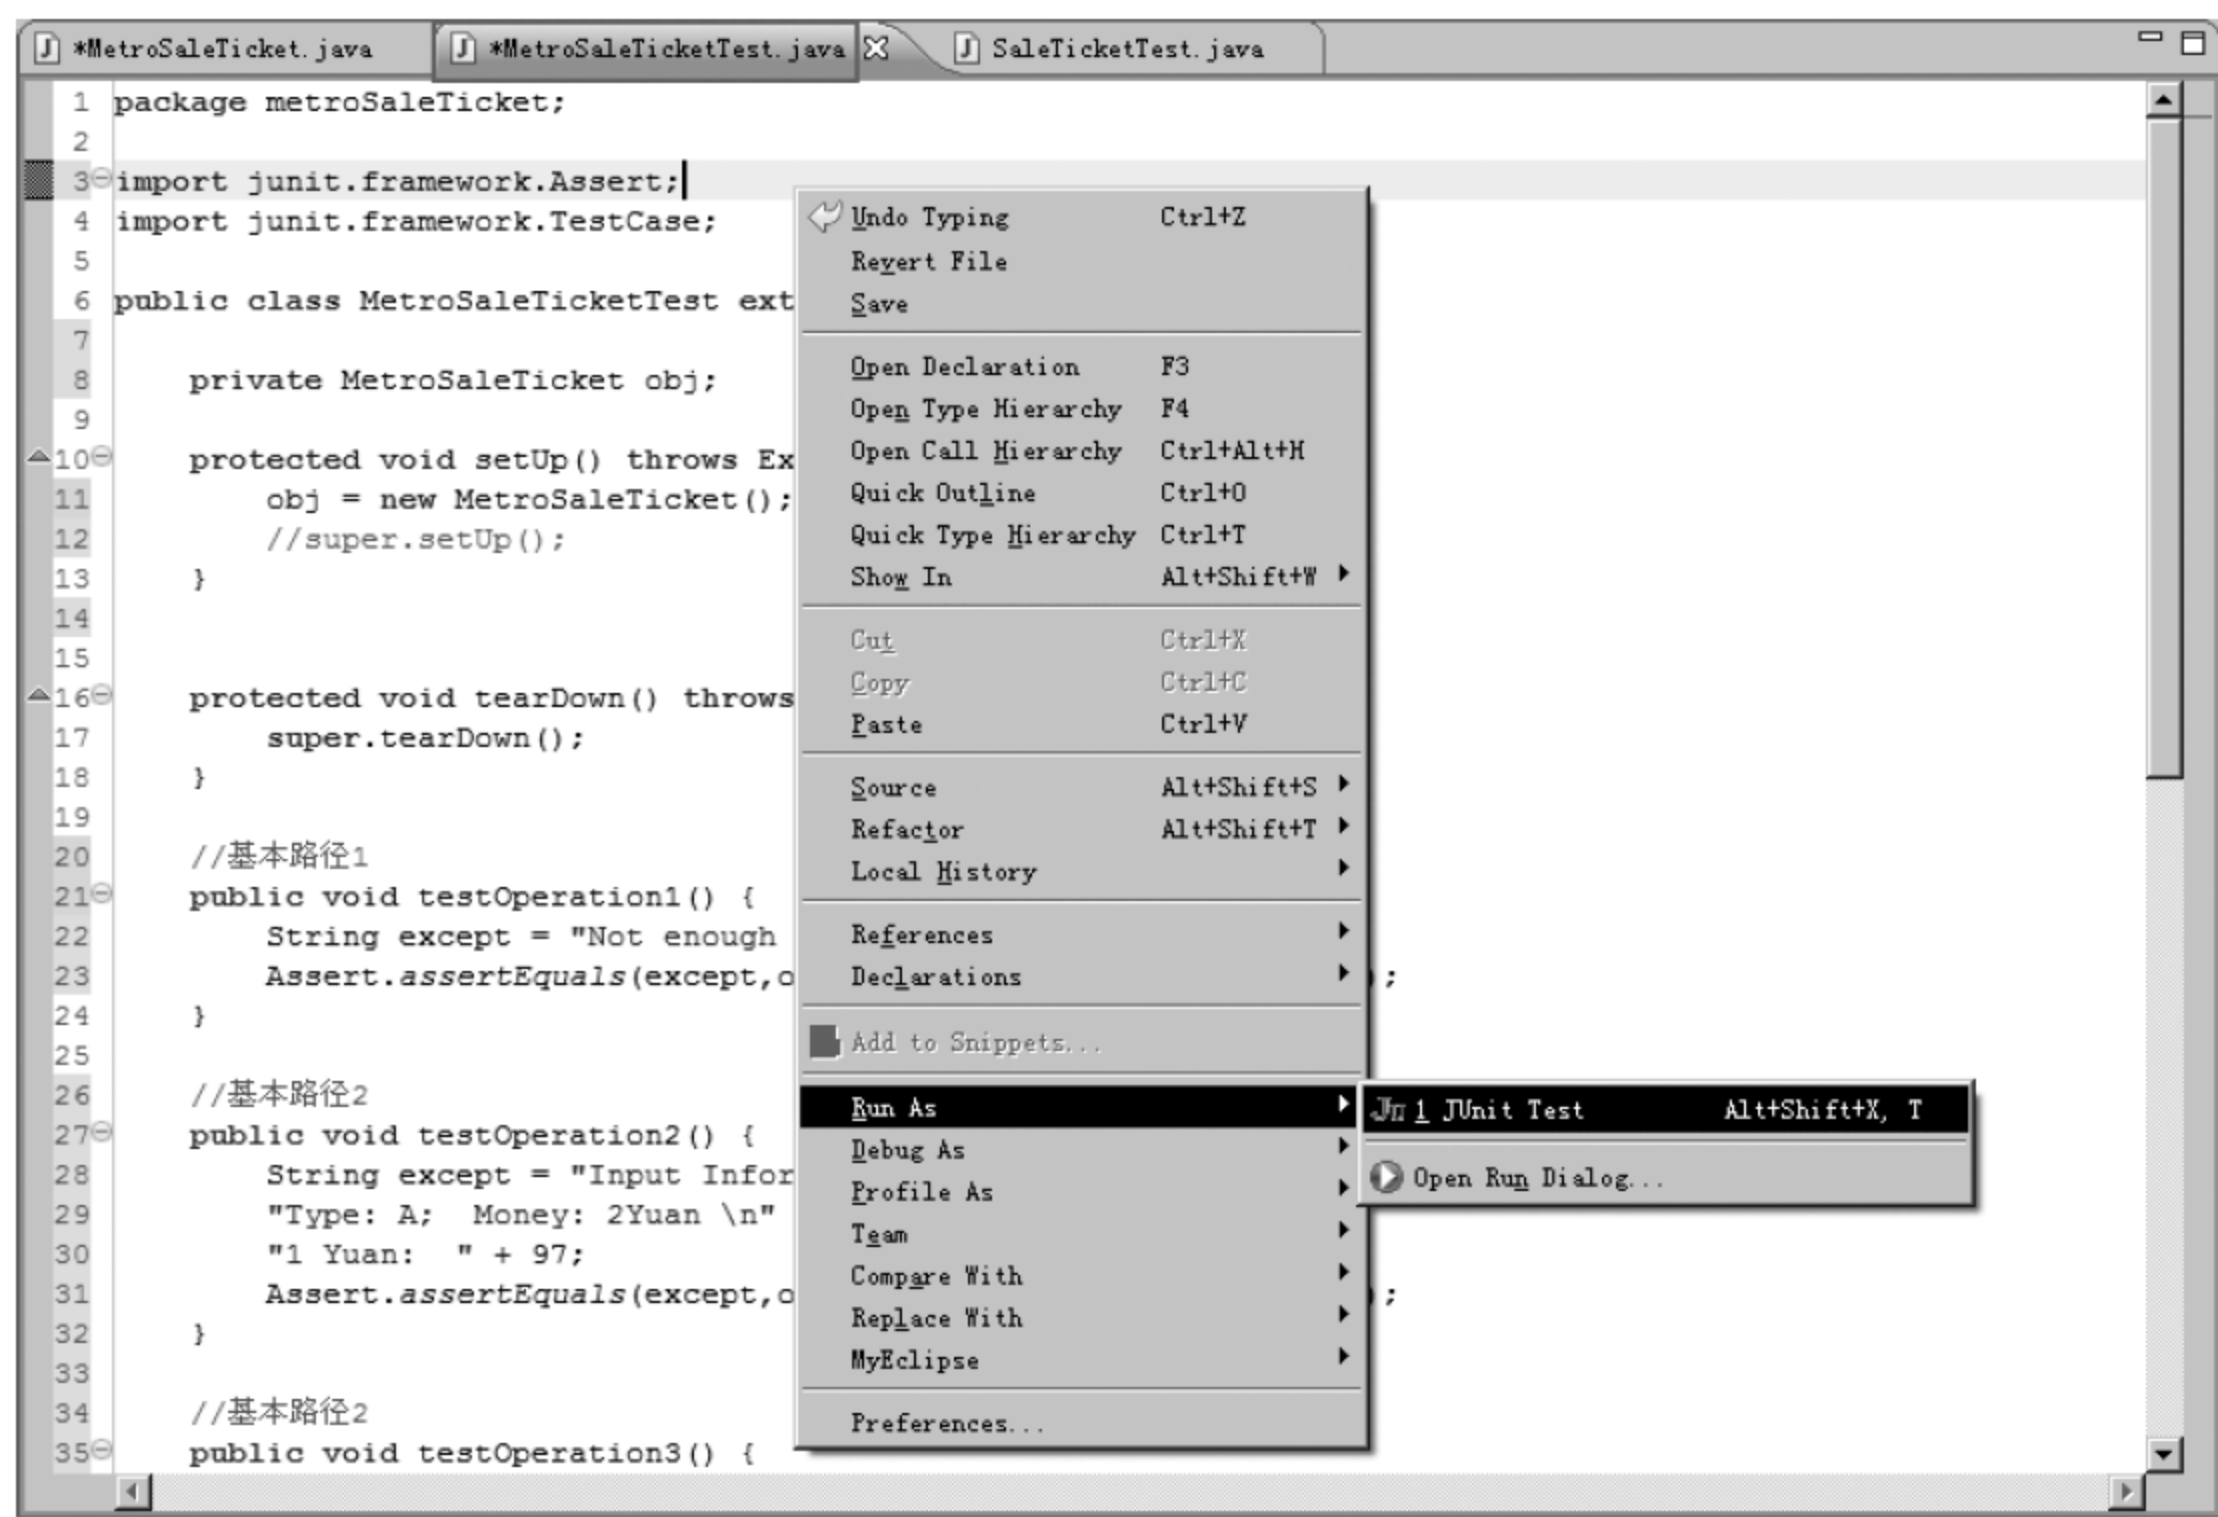 *MetroSaleTicket.java
*MetroSaleTicketTest.java
SaleTicketTest.java
1 package metroSaleTicket;
2
3 import junit.framework.Assert;
4 import junit.framework.TestCase;
5
6 public class MetroSaleTicketTest ext
7
8 private MetroSaleTicket obj;
9
10 protected void setUp() throws Ex
11 obj = new MetroSaleTicket();
12 //super.setUp();
13 }
14
15
16 protected void tearDown() throws
17 super.tearDown();
18 }
19
20 //基本路径1
21 public void testOperation1() {
22 String except = "Not enough
23 Assert.assertEquals(except,o ;
24 }
25
26 //基本路径2
27 public void testOperation2() {
28 String except = "Input Infor
29 "Type: A;  Money: 2Yuan \n"
30 "1 Yuan:  " + 97;
31 Assert.assertEquals(except,o ;
32 }
33
34 //基本路径2
35 public void testOperation3() {
Undo Typing Ctrl+Z
Revert File
Save
Open Declaration F3
Open Type Hierarchy F4
Open Call Hierarchy Ctrl+Alt+H
Quick Outline Ctrl+O
Quick Type Hierarchy Ctrl+T
Show In Alt+Shift+W
Cut Ctrl+X
Copy Ctrl+C
Paste Ctrl+V
Source Alt+Shift+S
Refactor Alt+Shift+T
Local History
References
Declarations
Add to Snippets...
Run As
Debug As
Profile As
Team
Compare With
Replace With
MyEclipse
Preferences...
Ju 1 JUnit Test Alt+Shift+X, T
Open Run Dialog...